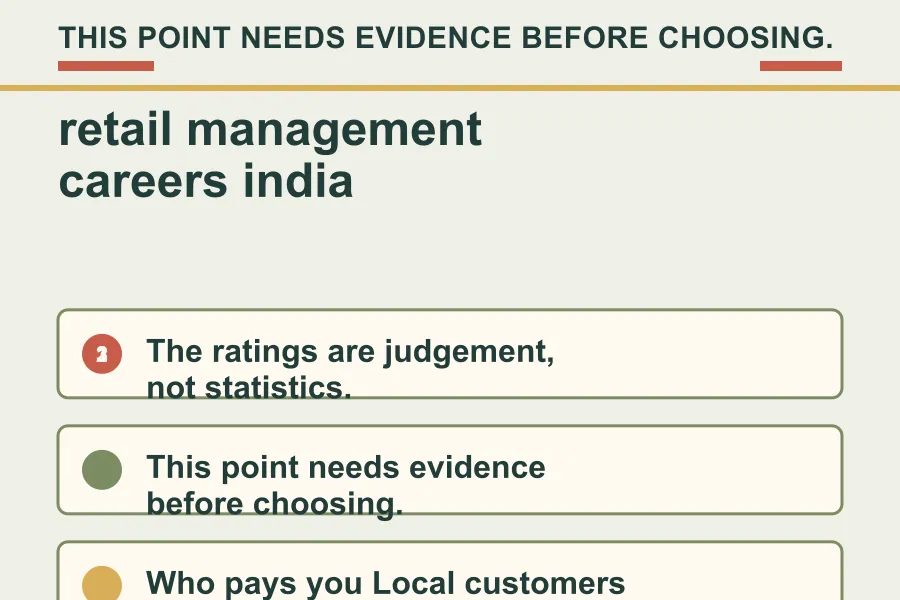 THIS POINT NEEDS EVIDENCE BEFORE CHOOSING.
retail management
careers india
The ratings are judgement,
not statistics.
This point needs evidence
before choosing.
Who pays you Local customers